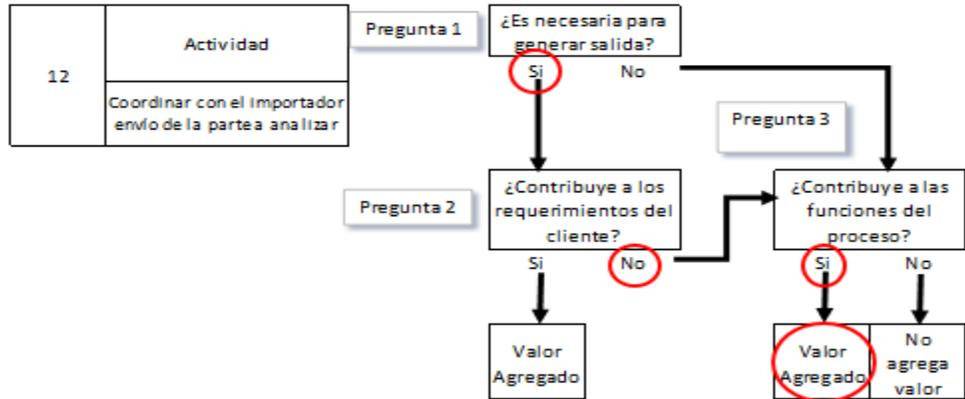 12
Actividad
Coordinar con el importador
envío de la parte a analizar
Pregunta 1
¿Es necesaria para
generar salida?
Si
No
Pregunta 3
Pregunta 2
¿Contribuye a los
requerimientos del
cliente?
Si
No
¿Contribuye a las
funciones del
proceso?
Si
No
Valor
Agregado
Valor
Agregado
No
agrega
valor